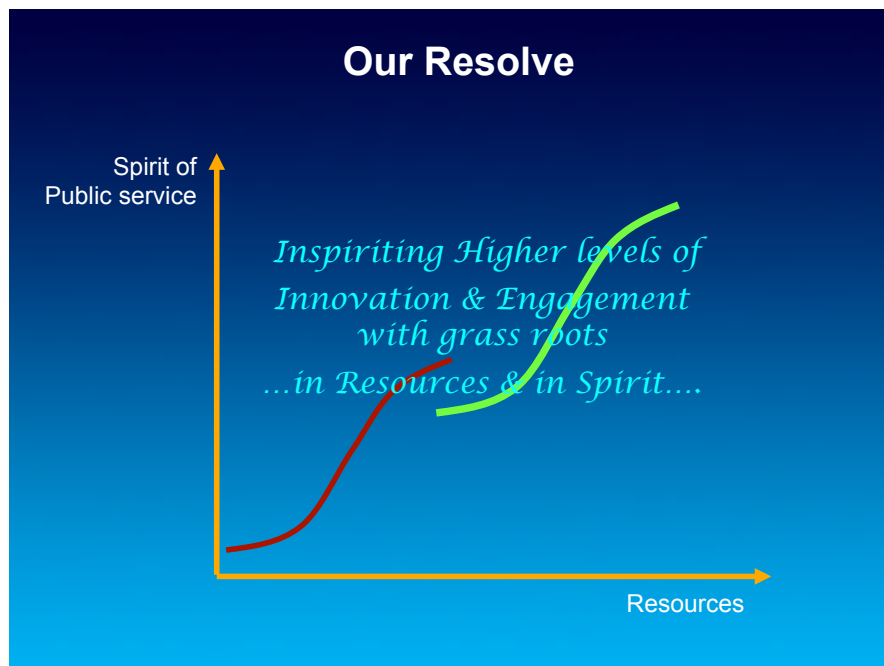 Our Resolve
Spirit of
Public service
Inspiriting Higher levels of
Innovation & Engagement
with grass roots
…in Resources & in Spirit….
Resources